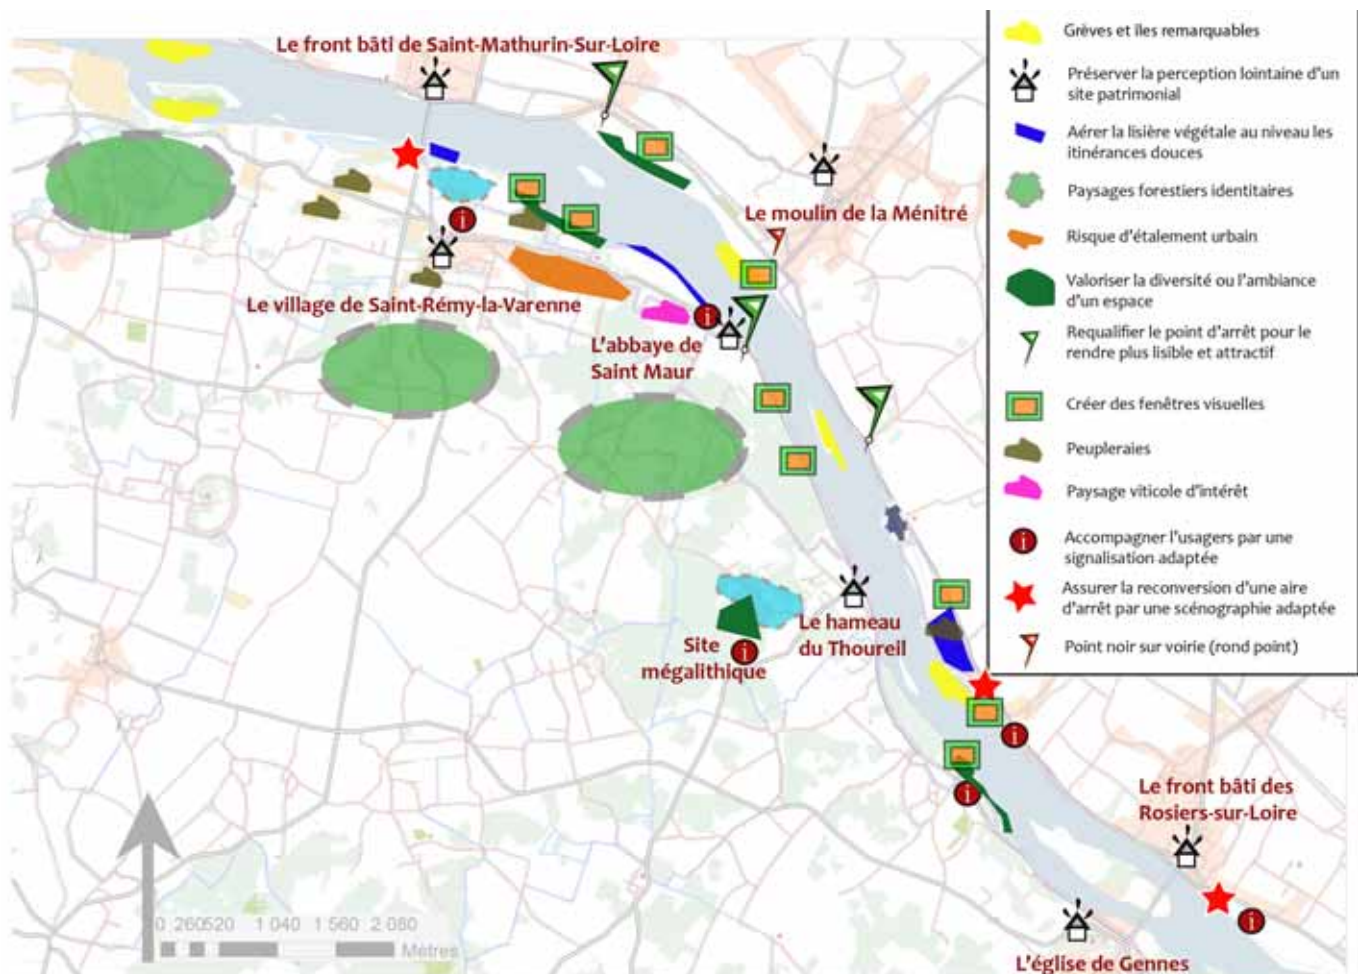 Le front bâti de Saint-Mathurin-Sur-Loire
Le moulin de la Ménitré
Le village de Saint-Rémy-la-Varenne
L'abbaye de
Saint Maur
Le hameau
du Thoureil
Site
mégalithique
Le front bâti des
Rosiers-sur-Loire
L'église de Gennes
0 260520 1 040 1 560 2 080
Mètres
Grèves et îles remarquables
Préserver la perception lointaine d'un
site patrimonial
Aérer la lisière végétale au niveau les
itinérances douces
Paysages forestiers identitaires
Risque d'étalement urbain
Valoriser la diversité ou l'ambiance
d'un espace
Requalifier le point d'arrêt pour le
rendre plus lisible et attractif
Créer des fenêtres visuelles
Peupleraies
Paysage viticole d'intérêt
Accompagner l'usagers par une
signalisation adaptée
Assurer la reconversion d'une aire
d'arrêt par une scénographie adaptée
Point noir sur voirie (rond point)
i
i
i
i
i
i
i